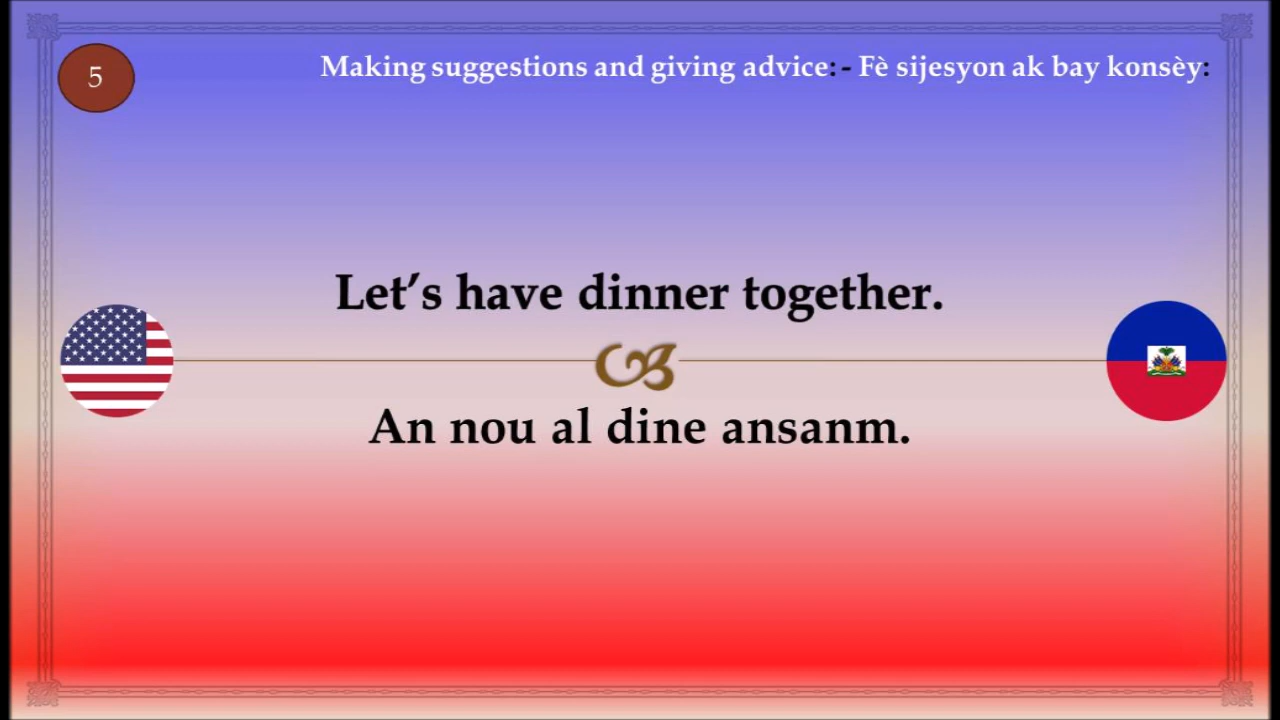 5
Making suggestions and giving advice: - Fè sijesyon ak bay konsèy:
Let’s have dinner together.
An nou al dine ansanm.